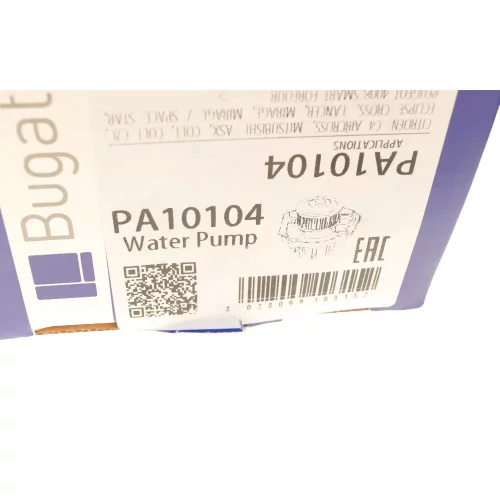 Bugat
PEUGEOT 4008 SMART FORFOUR
ECLIPSE CROSS, LANCER, MIRAGE, MIRAGE / SPACE STAR,
CITROEN C4 AIRCROSS, MITSUBISHI ASX, COLT, COLT CZC,
APPLICATIONS
PA10104
PA10104
Water Pump
EAC